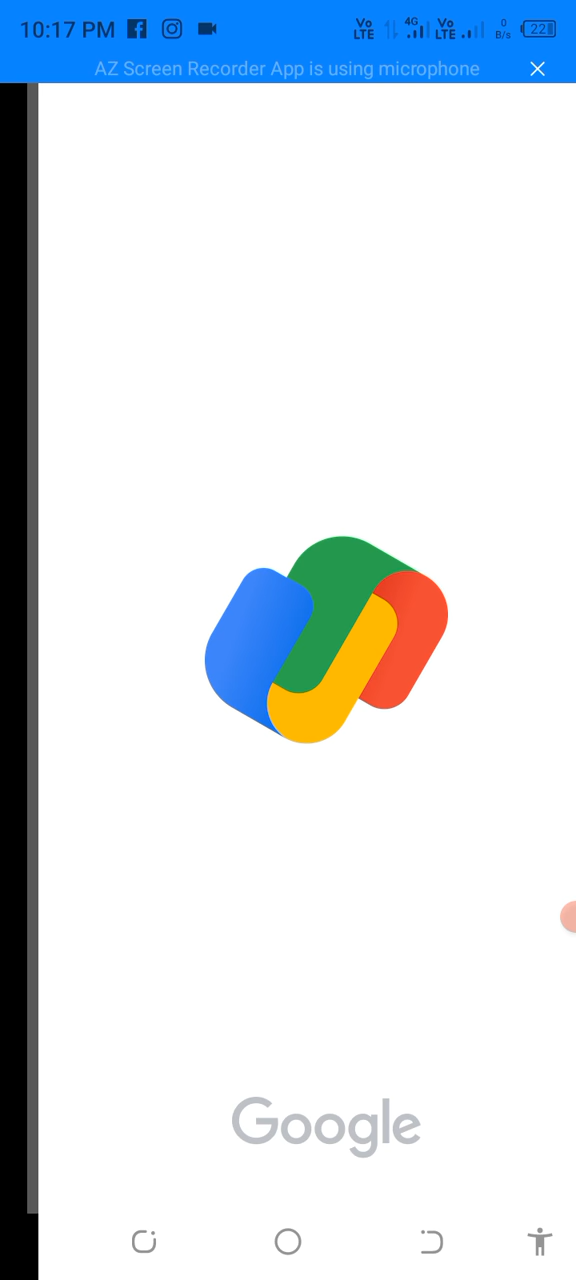 10:17 PM Vo LTE 4G Vo LTE 0 B/s 22
AZ Screen Recorder App is using microphone
Google